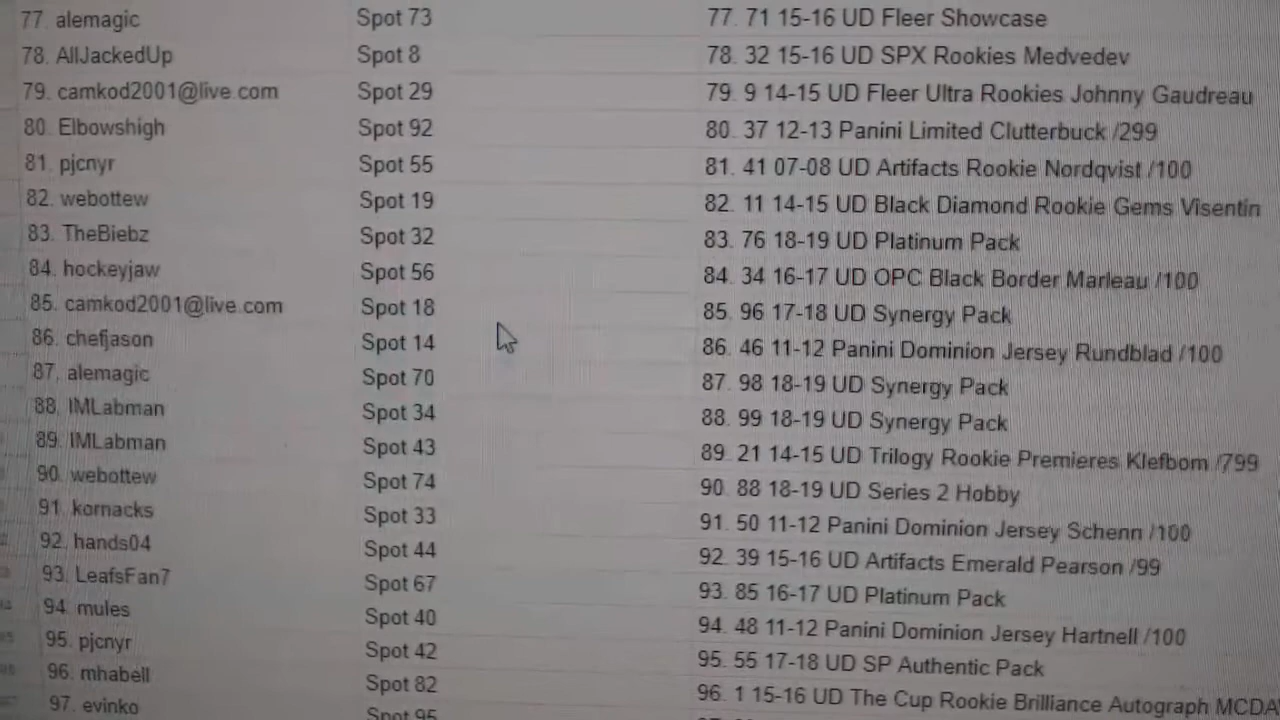 77. alemagic Spot 73 77. 71 15-16 UD Fleer Showcase
78. AllJackedUp Spot 8 78. 32 15-16 UD SPX Rookies Medvedev
79. camkod2001@live.com Spot 29 79. 9 14-15 UD Fleer Ultra Rookies Johnny Gaudreau
80. Elbowshigh Spot 92 80. 37 12-13 Panini Limited Clutterbuck /299
81. pjcnyr Spot 55 81. 41 07-08 UD Artifacts Rookie Nordqvist /100
82. webottew Spot 19 82. 11 14-15 UD Black Diamond Rookie Gems Visentin
83. TheBiebz Spot 32 83. 76 18-19 UD Platinum Pack
84. hockeyjaw Spot 56 84. 34 16-17 UD OPC Black Border Marleau /100
85. camkod2001@live.com Spot 18 85. 96 17-18 UD Synergy Pack
86. chefjason Spot 14 86. 46 11-12 Panini Dominion Jersey Rundblad /100
87. alemagic Spot 70 87. 98 18-19 UD Synergy Pack
88. IMLabman Spot 34 88. 99 18-19 UD Synergy Pack
89. IMLabman Spot 43 89. 21 14-15 UD Trilogy Rookie Premieres Klefbom /799
90. webottew Spot 74 90. 88 18-19 UD Series 2 Hobby
91. kornacks Spot 33 91. 50 11-12 Panini Dominion Jersey Schenn /100
92. hands04 Spot 44 92. 39 15-16 UD Artifacts Emerald Pearson /99
93. LeafsFan7 Spot 67 93. 85 16-17 UD Platinum Pack
94. mules Spot 40 94. 48 11-12 Panini Dominion Jersey Hartnell /100
95. pjcnyr Spot 42 95. 55 17-18 UD SP Authentic Pack
96. mhabell Spot 82 96. 1 15-16 UD The Cup Rookie Brilliance Autograph MCDA
97. evinko Spot 95